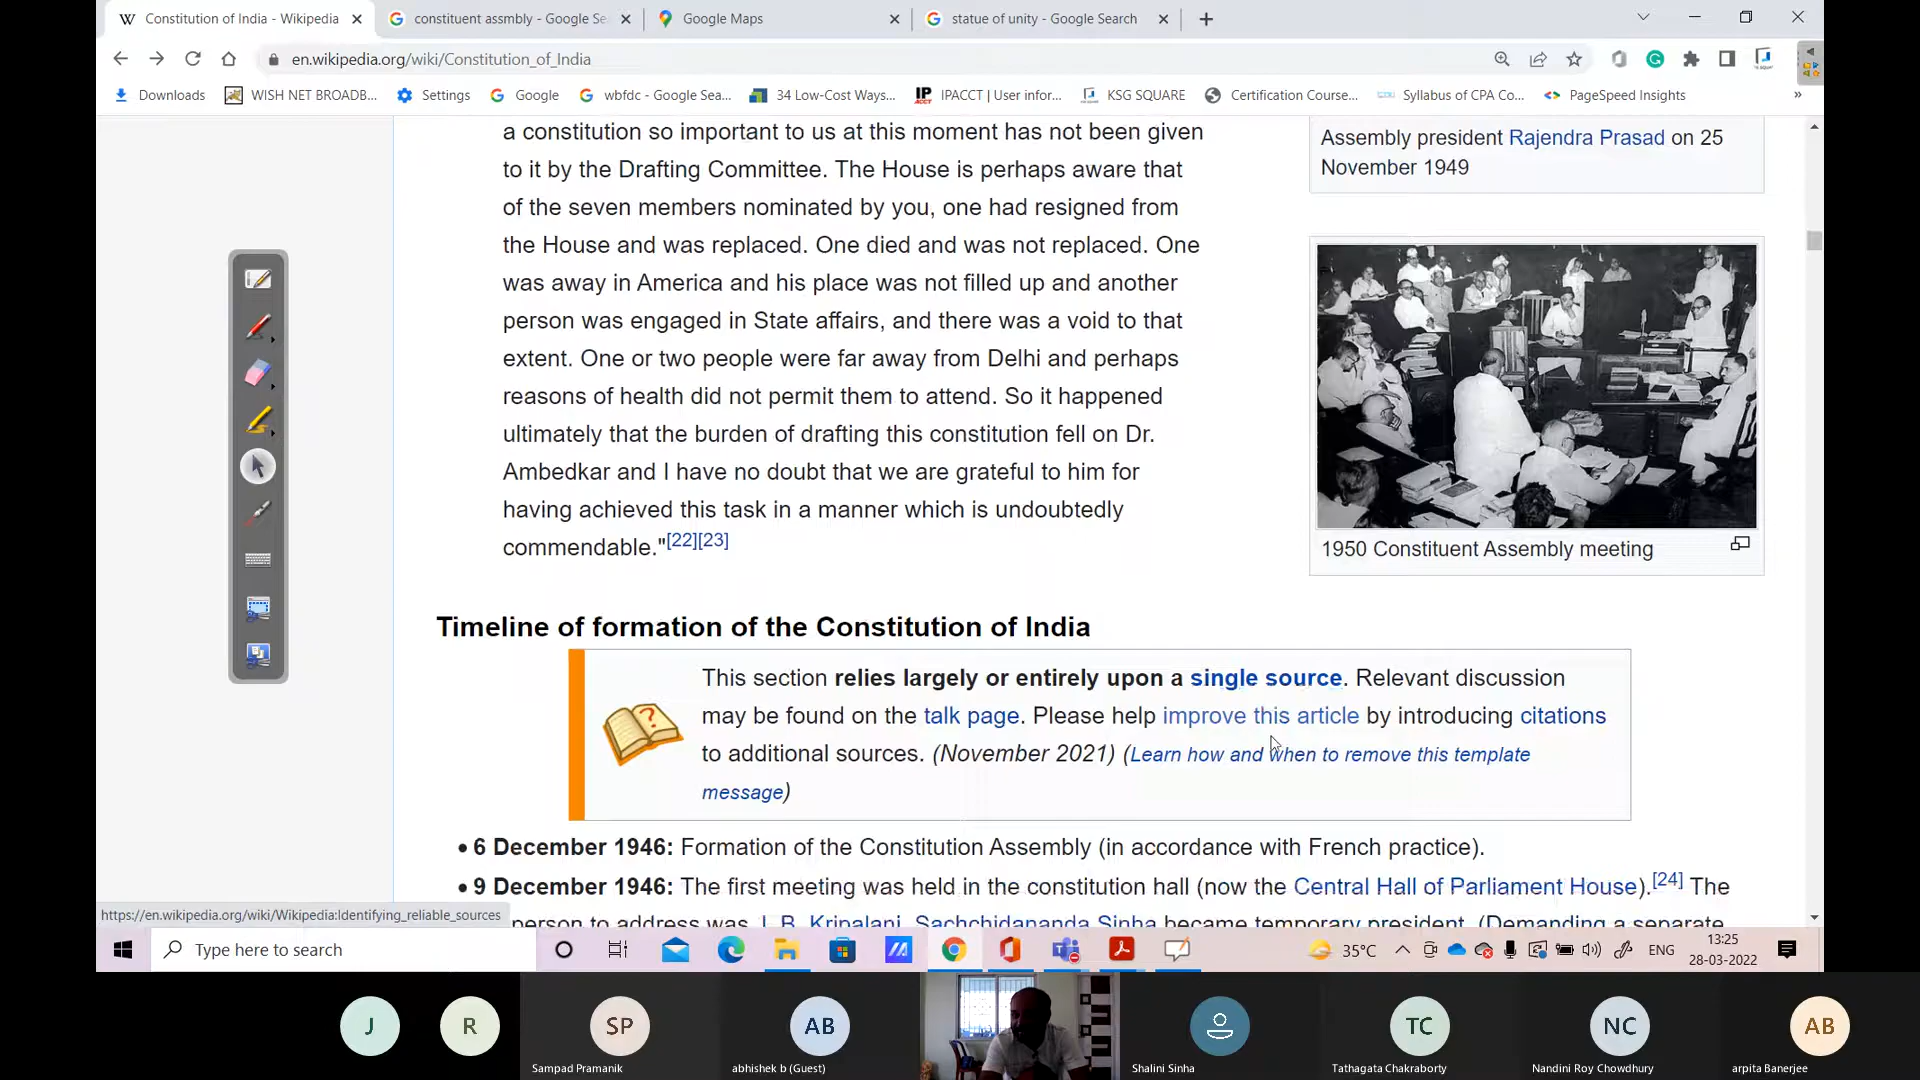 Constitution of India - Wikipedia
constituent assmbly - Google Se
Google Maps
statue of unity - Google Search
en.wikipedia.org/wiki/Constitution_of_India
Downloads
WISH NET BROADB...
Settings
Google
wbfdc - Google Sea...
34 Low-Cost Ways...
IPACCT | User infor...
KSG SQUARE
Certification Course...
Syllabus of CPA Co...
PageSpeed Insights
a constitution so important to us at this moment has not been given
to it by the Drafting Committee. The House is perhaps aware that
of the seven members nominated by you, one had resigned from
the House and was replaced. One died and was not replaced. One
was away in America and his place was not filled up and another
person was engaged in State affairs, and there was a void to that
extent. One or two people were far away from Delhi and perhaps
reasons of health did not permit them to attend. So it happened
ultimately that the burden of drafting this constitution fell on Dr.
Ambedkar and I have no doubt that we are grateful to him for
having achieved this task in a manner which is undoubtedly
commendable."[22][23]
Assembly president Rajendra Prasad on 25
November 1949
1950 Constituent Assembly meeting
Timeline of formation of the Constitution of India
This section relies largely or entirely upon a single source. Relevant discussion
may be found on the talk page. Please help improve this article by introducing citations
to additional sources. (November 2021) (Learn how and when to remove this template
message)
• 6 December 1946: Formation of the Constitution Assembly (in accordance with French practice).
• 9 December 1946: The first meeting was held in the constitution hall (now the Central Hall of Parliament House).[24] The
person to address was J. B. Kripalani, Sachchidananda Sinha became temporary president. (Demanding a separate
https://en.wikipedia.org/wiki/Wikipedia:Identifying_reliable_sources
Type here to search
35°C
ENG
13:25
28-03-2022
J
R
SP
AB
TC
NC
AB
Sampad Pramanik
abhishek b (Guest)
Shalini Sinha
Tathagata Chakraborty
Nandini Roy Chowdhury
arpita Banerjee